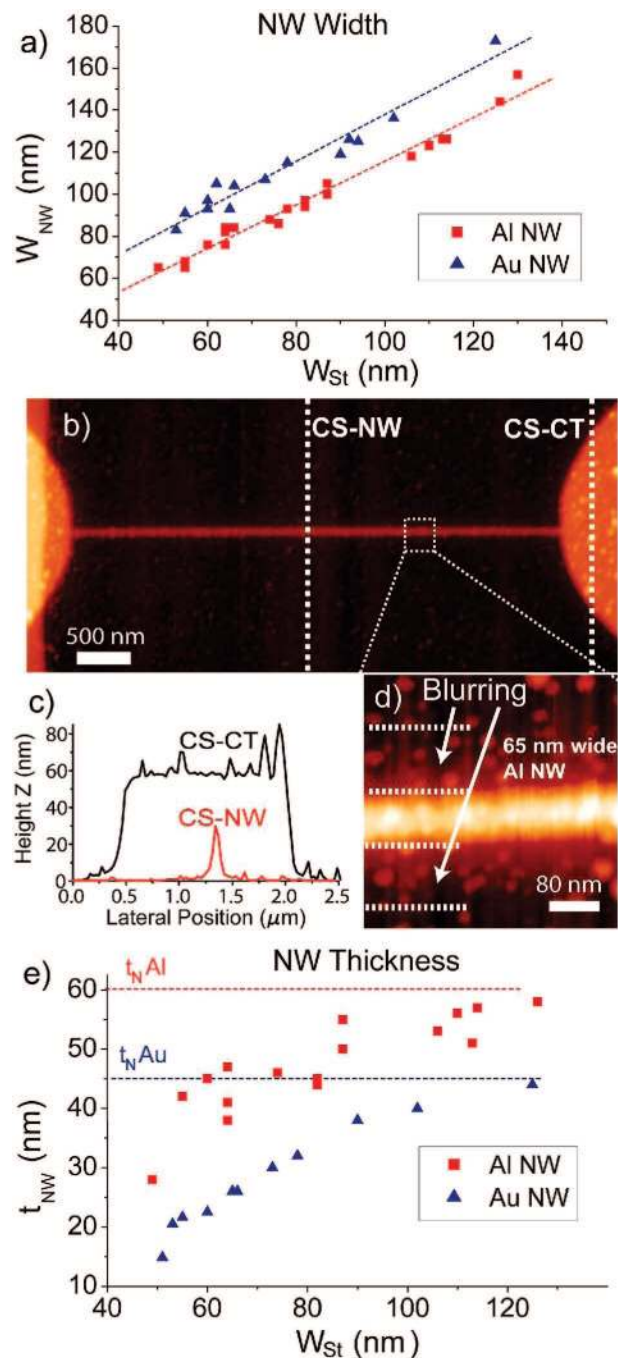 a)
NW Width
180
160
140
120
100
80
60
40
W_NW (nm)
Al NW
Au NW
40 60 80 100 120 140
W_St (nm)
b)
CS-NW
CS-CT
500 nm
c)
80
60
40
20
0
Height Z (nm)
CS-CT
CS-NW
0.0 0.5 1.0 1.5 2.0 2.5
Lateral Position (μm)
d)
Blurring
65 nm wide
Al NW
80 nm
e)
NW Thickness
t_N Al
t_N Au
60
50
40
30
20
10
t_NW (nm)
Al NW
Au NW
40 60 80 100 120
W_St (nm)